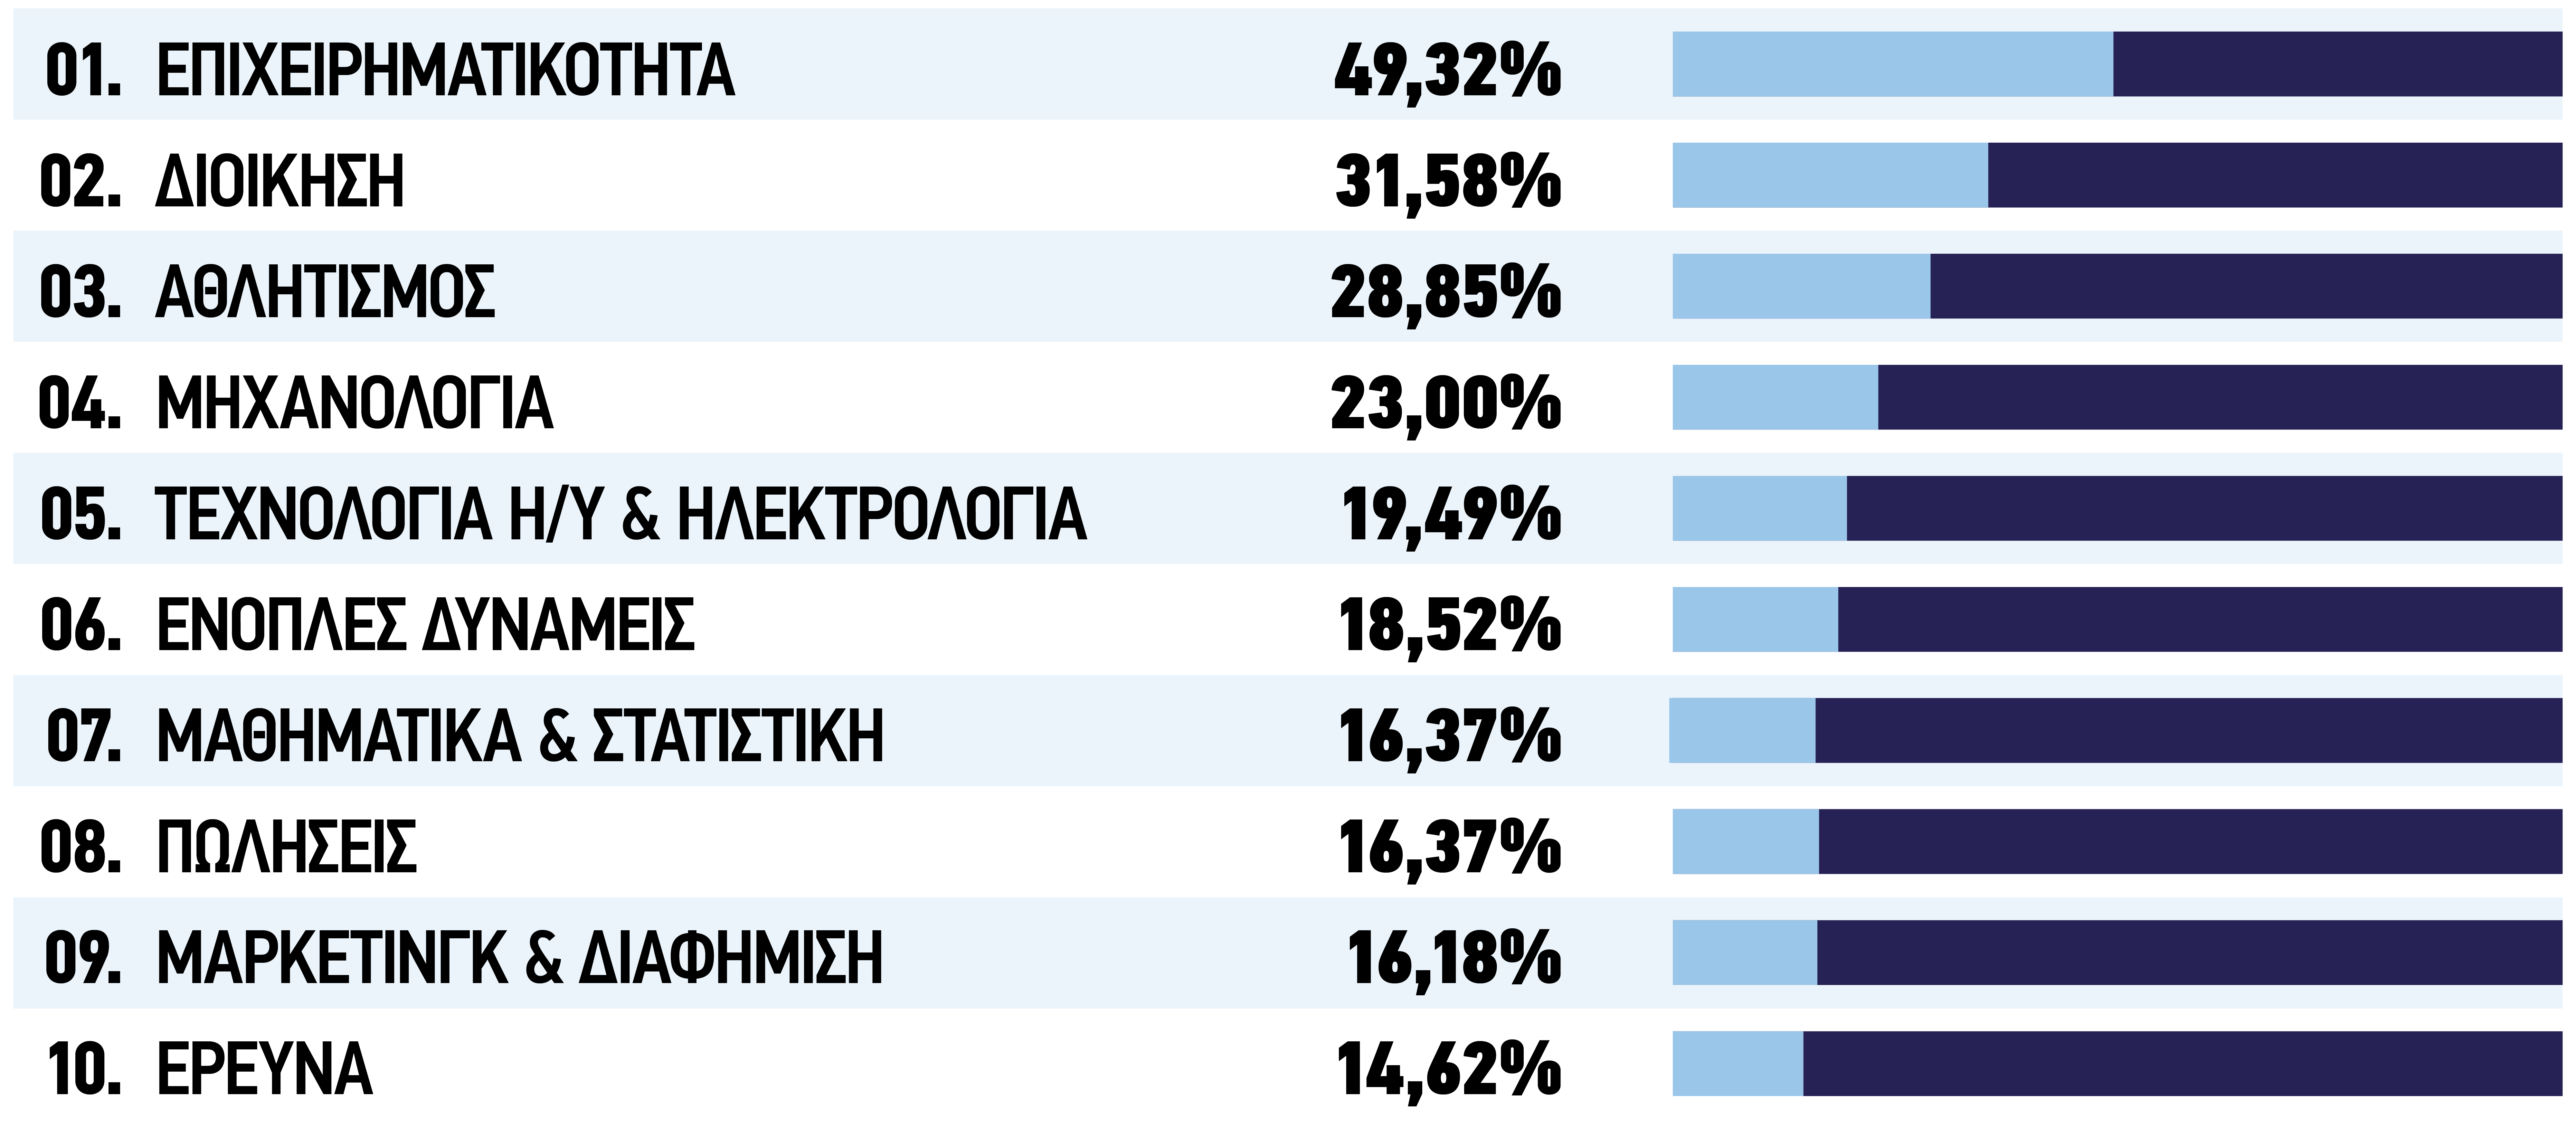 01. ΕΠΙΧΕΙΡΗΜΑΤΙΚΟΤΗΤΑ 49,32%
02. ΔΙΟΙΚΗΣΗ 31,58%
03. ΑΘΛΗΤΙΣΜΟΣ 28,85%
04. ΜΗΧΑΝΟΛΟΓΙΑ 23,00%
05. ΤΕΧΝΟΛΟΓΙΑ Η/Υ & ΗΛΕΚΤΡΟΛΟΓΙΑ 19,49%
06. ΕΝΟΠΛΕΣ ΔΥΝΑΜΕΙΣ 18,52%
07. ΜΑΘΗΜΑΤΙΚΑ & ΣΤΑΤΙΣΤΙΚΗ 16,37%
08. ΠΩΛΗΣΕΙΣ 16,37%
09. ΜΑΡΚΕΤΙΝΓΚ & ΔΙΑΦΗΜΙΣΗ 16,18%
10. ΕΡΕΥΝΑ 14,62%